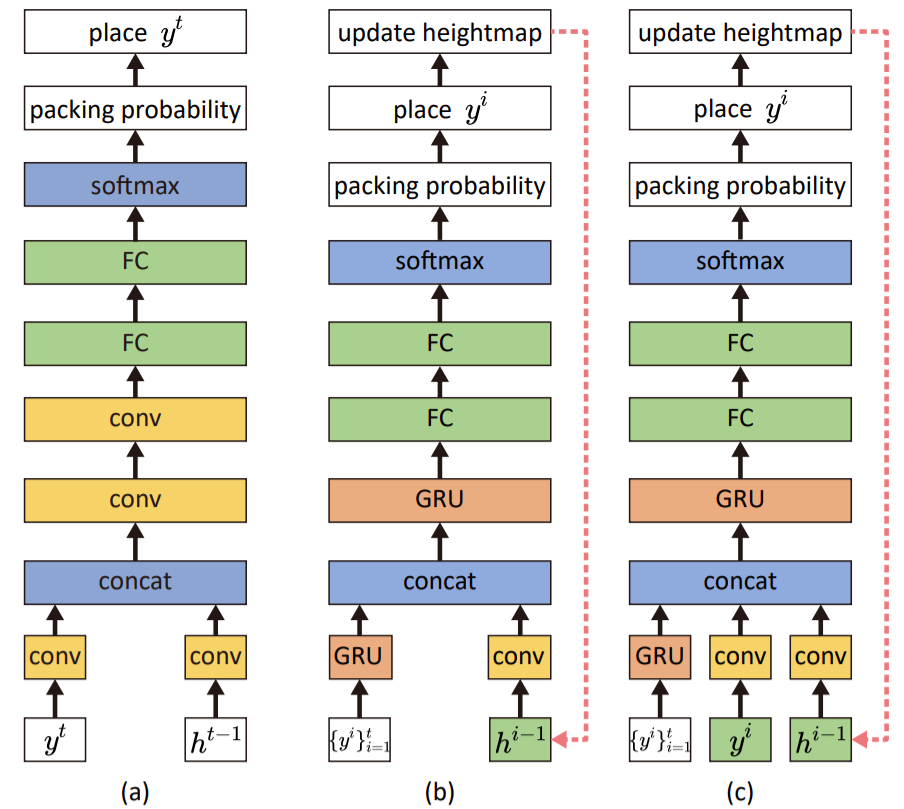 place y^t
packing probability
softmax
FC
FC
conv
conv
concat
conv conv
y^t h^{t−1}
(a)
update heightmap
place y^i
packing probability
softmax
FC
FC
GRU
concat
GRU conv
{y^i}_{i=1}^t h^{i−1}
(b)
update heightmap
place y^i
packing probability
softmax
FC
FC
GRU
concat
GRU conv conv
{y^i}_{i=1}^t y^i h^{i−1}
(c)